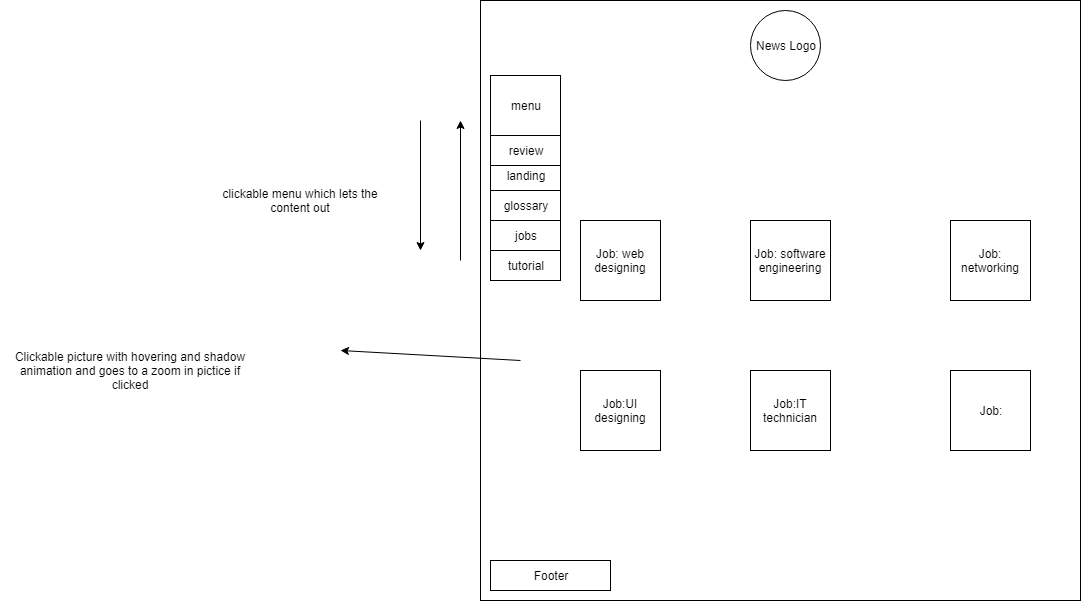 News Logo
menu
review
landing
glossary
jobs
tutorial
clickable menu which lets the
content out
Job: web
designing
Job: software
engineering
Job:
networking
Clickable picture with hovering and shadow
animation and goes to a zoom in pictice if
clicked
Job:UI
designing
Job:IT
technician
Job:
Footer